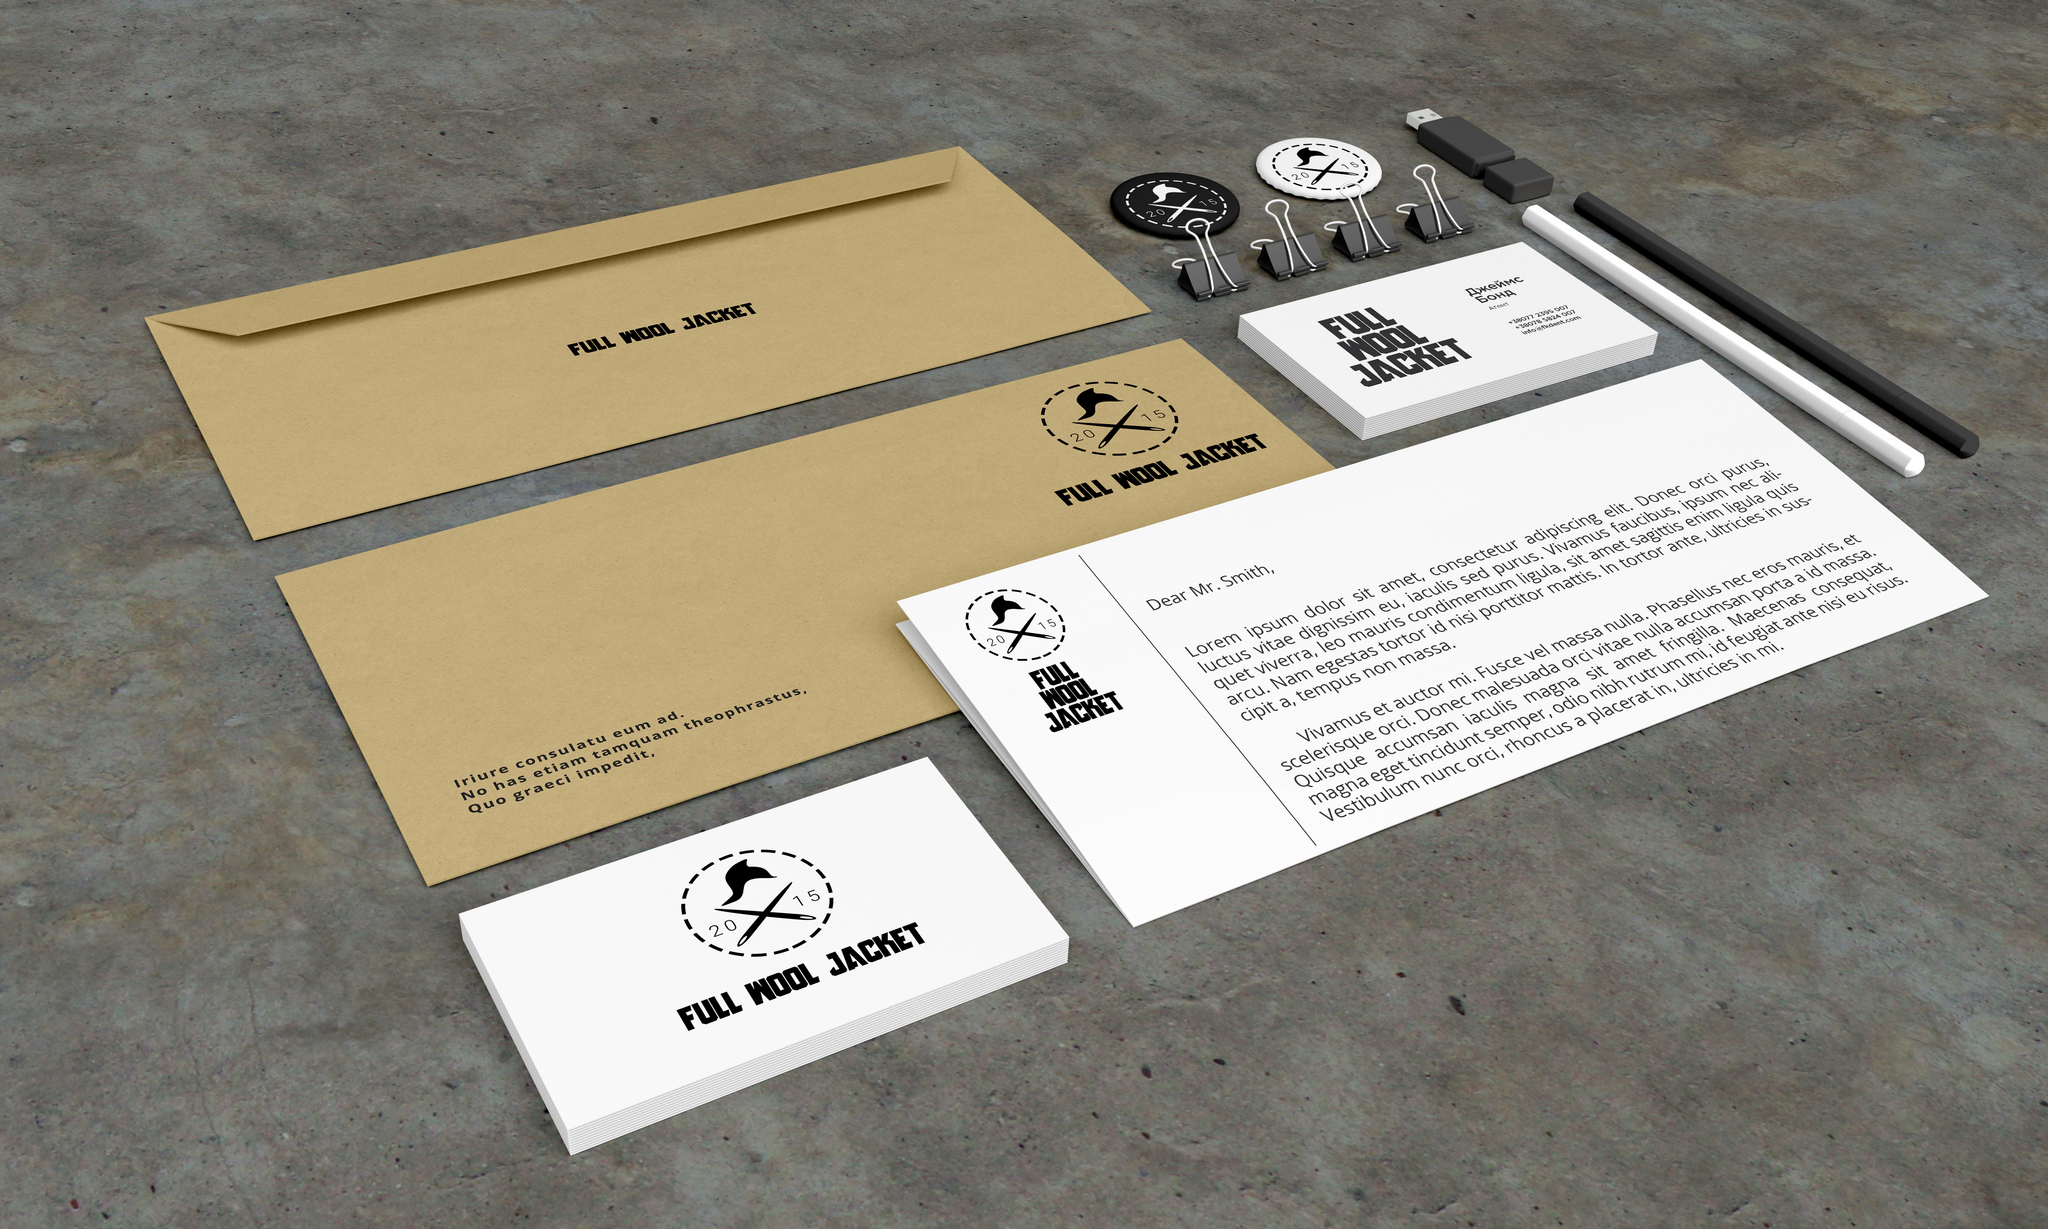 FULL WOOL JACKET
20 15
20 15
20 15
FULL WOOL JACKET
Iriure consulatu eum ad.
No has etiam tamquam theophrastus,
Quo graeci impedit,
FULL
WOOL
JACKET
Джеймс
Бонд
Агент
+38077 2395 007
+38078 5824 007
info@fkdent.com
20 15
FULL
WOOL
JACKET
Dear Mr. Smith,
Lorem ipsum dolor sit amet, consectetur adipiscing elit. Donec orci purus,
luctus vitae dignissim eu, iaculis sed purus. Vivamus faucibus, ipsum nec ali-
quet viverra, leo mauris condimentum ligula, sit amet sagittis enim ligula quis
arcu. Nam egestas tortor id nisi porttitor mattis. In tortor ante, ultricies in sus-
cipit a, tempus non massa.
Vivamus et auctor mi. Fusce vel massa nulla. Phasellus nec eros mauris, et
scelerisque orci. Donec malesuada orci vitae nulla accumsan porta a id massa.
Quisque accumsan iaculis magna sit amet fringilla. Maecenas consequat,
magna eget tincidunt semper, odio nibh rutrum mi, id feugiat ante nisi eu risus.
Vestibulum nunc orci, rhoncus a placerat in, ultricies in mi.
20 15
FULL WOOL JACKET